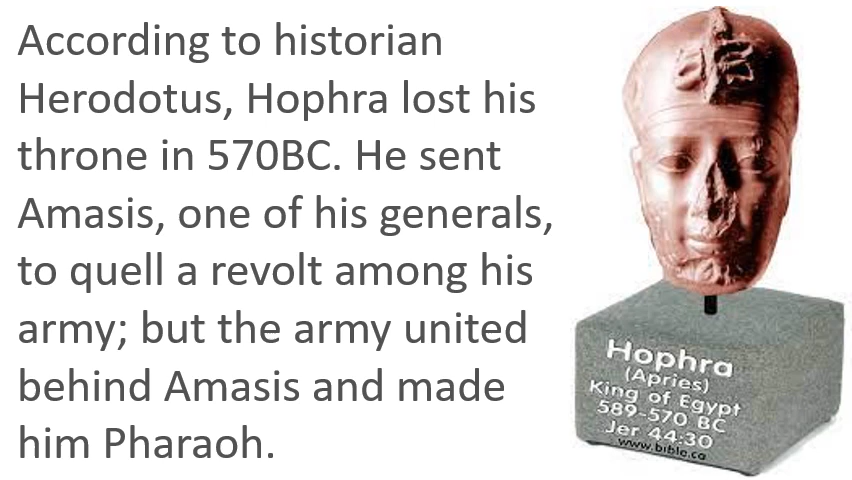 According to historian
Herodotus, Hophra lost his
throne in 570BC. He sent
Amasis, one of his generals,
to quell a revolt among his
army; but the army united
behind Amasis and made
him Pharaoh.
Hophra
(Apries)
King of Egypt
589-570 BC
Jer 44:30
www.bible.ca